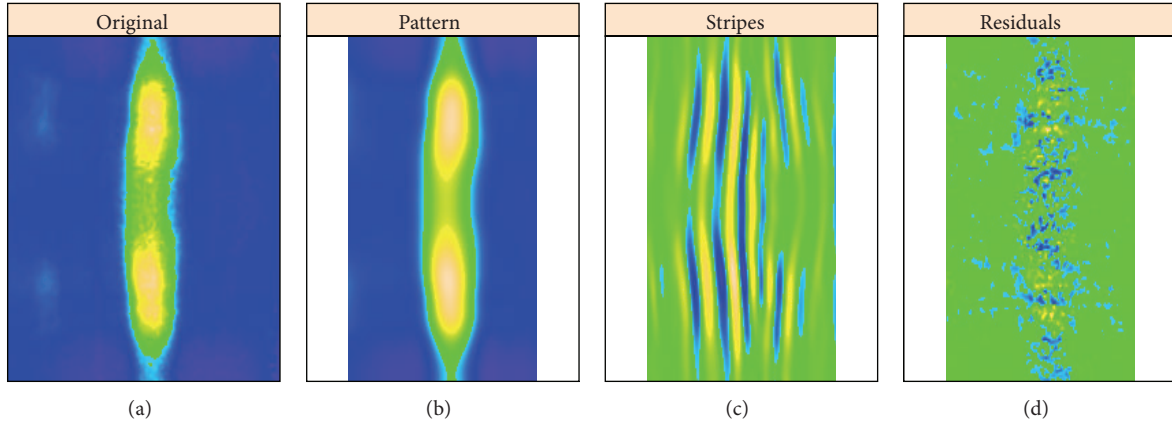 Original
Pattern
Stripes
Residuals
(a)
(b)
(c)
(d)